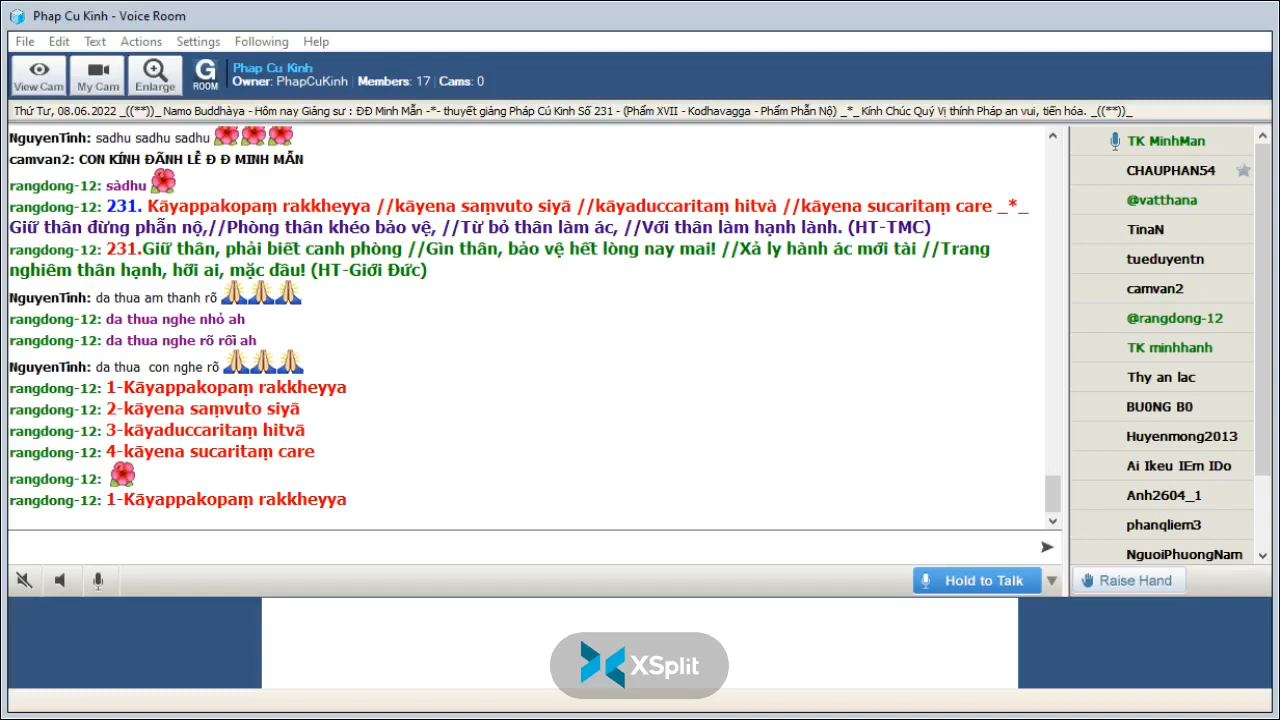 Phap Cu Kinh - Voice Room
File Edit Text Actions Settings Following Help
View Cam My Cam Enlarge G ROOM
Phap Cu Kinh
Owner: PhapCuKinh | Members: 17 | Cams: 0
Thứ Tư, 08.06.2022 _((**))_ Namo Buddhàya - Hôm nay Giảng sư : ĐĐ Minh Mẫn -*- thuyết giảng Pháp Cú Kinh Số 231 - (Phẩm XVII - Kodhavagga - Phẩm Phẫn Nộ) _*_ Kính Chúc Quý Vị thính Pháp an vui, tiến hóa. _((**))_
NguyenTinh: sadhu sadhu sadhu
camvan2: CON KÍNH ĐÃNH LỄ Đ Đ MINH MẪN
rangdong-12: sàdhu
rangdong-12: 231. Kāyappakopaṃ rakkheyya //kāyena saṃvuto siyā //kāyaduccaritaṃ hitvà //kāyena sucaritaṃ care _*_
Giữ thân đừng phẫn nộ,//Phòng thân khéo bảo vệ, //Từ bỏ thân làm ác, //Với thân làm hạnh lành. (HT-TMC)
rangdong-12: 231.Giữ thân, phải biết canh phòng //Gìn thân, bảo vệ hết lòng nay mai! //Xả ly hành ác mới tài //Trang
nghiêm thân hạnh, hỡi ai, mặc dầu! (HT-Giới Đức)
NguyenTinh: da thua am thanh rõ
rangdong-12: da thua nghe nhỏ ah
rangdong-12: da thua nghe rõ rồi ah
NguyenTinh: da thua  con nghe rõ
rangdong-12: 1-Kāyappakopaṃ rakkheyya
rangdong-12: 2-kāyena saṃvuto siyā
rangdong-12: 3-kāyaduccaritaṃ hitvā
rangdong-12: 4-kāyena sucaritaṃ care
rangdong-12:
rangdong-12: 1-Kāyappakopaṃ rakkheyya
TK MinhMan
CHAUPHAN54
@vatthana
TinaN
tueduyentn
camvan2
@rangdong-12
TK minhhanh
Thy an lac
BU0NG B0
Huyenmong2013
Ai Ikeu IEm IDo
Anh2604_1
phanqliem3
NguoiPhuongNam
Hold to Talk
Raise Hand
XSplit